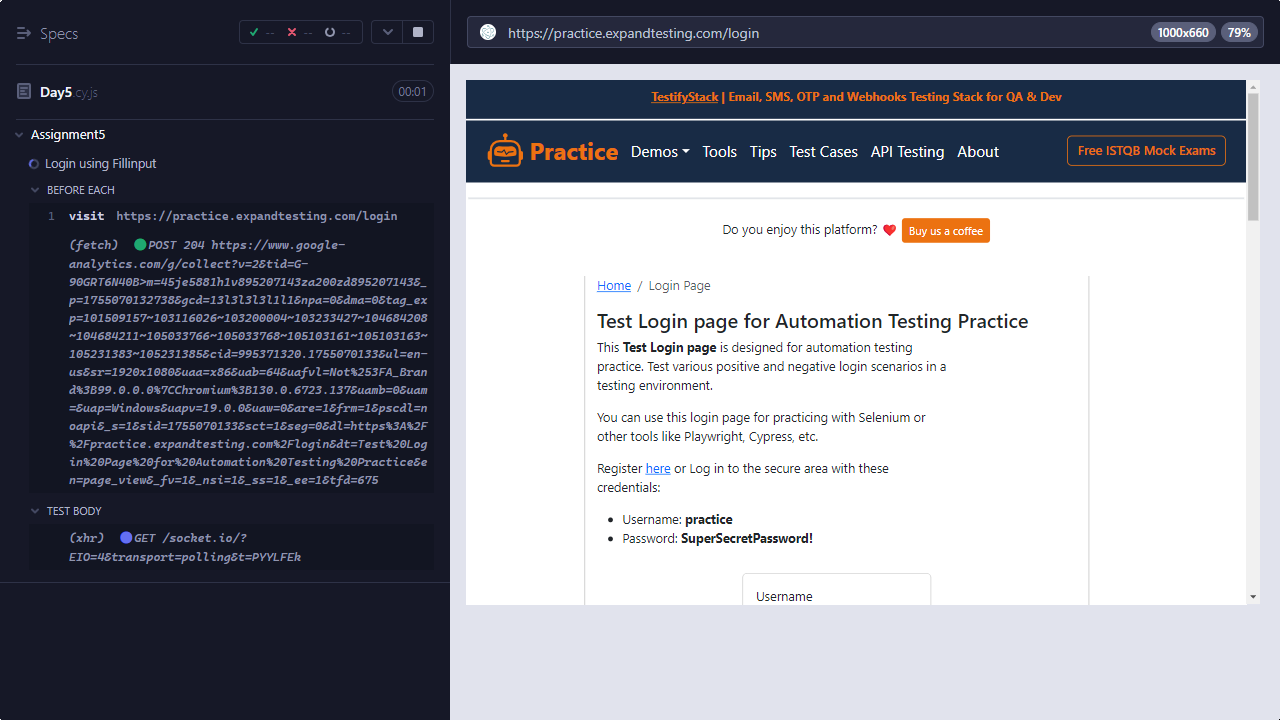 Specs
-- -- --
Day5.cy.js
00:01
Assignment5
Login using Fillinput
BEFORE EACH
1 visit https://practice.expandtesting.com/login
(fetch) POST 204 https://www.google-
analytics.com/g/collect?v=2&tid=G-
90GRT6N40B>m=45je5881h1v895207143za200zd895207143&_
p=1755070132738&gcd=13l3l3l3l1l1&npa=0&dma=0&tag_ex
p=101509157~103116026~103200004~103233427~104684208
~104684211~105033766~105033768~105103161~105103163~
105231383~105231385&cid=995371320.1755070133&ul=en-
us&sr=1920x1080&uaa=x86&uab=64&uafvl=Not%253FA_Bran
d%3B99.0.0.0%7CChromium%3B130.0.6723.137&uamb=0&uam
=&uap=Windows&uapv=19.0.0&uaw=0&are=1&frm=1&pscdl=n
oapi&_s=1&sid=1755070133&sct=1&seg=0&dl=https%3A%2F
%2Fpractice.expandtesting.com%2Flogin&dt=Test%20Log
in%20Page%20for%20Automation%20Testing%20Practice&e
n=page_view&_fv=1&_nsi=1&_ss=1&_ee=1&tfd=675
TEST BODY
(xhr) GET /socket.io/?
EIO=4&transport=polling&t=PYYLFEk
https://practice.expandtesting.com/login
1000x660
79%
TestifyStack | Email, SMS, OTP and Webhooks Testing Stack for QA & Dev
Practice Demos Tools Tips Test Cases API Testing About
Free ISTQB Mock Exams
Do you enjoy this platform? ❤️ Buy us a coffee
Home / Login Page
Test Login page for Automation Testing Practice
This Test Login page is designed for automation testing
practice. Test various positive and negative login scenarios in a
testing environment.
You can use this login page for practicing with Selenium or
other tools like Playwright, Cypress, etc.
Register here or Log in to the secure area with these
credentials:
• Username: practice
• Password: SuperSecretPassword!
Username